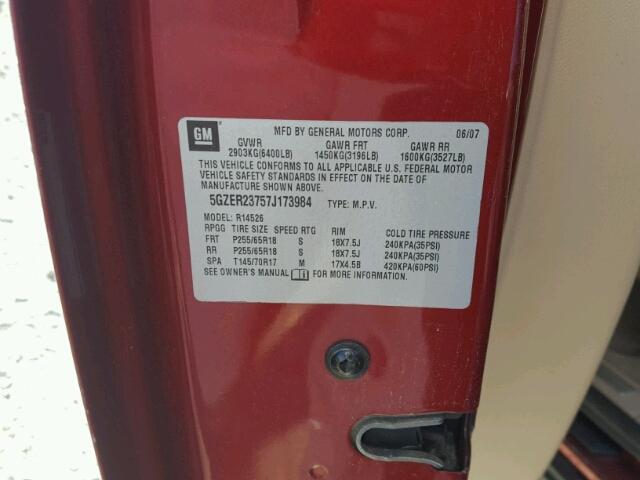 GM
MFD BY GENERAL MOTORS CORP. 06/07
GVWR GAWR FRT GAWR RR
2903KG(6400LB) 1450KG(3196LB) 1600KG(3527LB)
THIS VEHICLE CONFORMS TO ALL APPLICABLE U.S. FEDERAL MOTOR
VEHICLE SAFETY STANDARDS IN EFFECT ON THE DATE OF
MANUFACTURE SHOWN ABOVE.
5GZER23757J173984 TYPE: M.P.V.
MODEL: R14526
RPGG TIRE SIZE SPEED RTG RIM COLD TIRE PRESSURE
FRT P255/65R18 S 18X7.5J 240KPA(35PSI)
RR P255/65R18 S 18X7.5J 240KPA(35PSI)
SPA T145/70R17 M 17X4.5B 420KPA(60PSI)
SEE OWNER'S MANUAL FOR MORE INFORMATION.